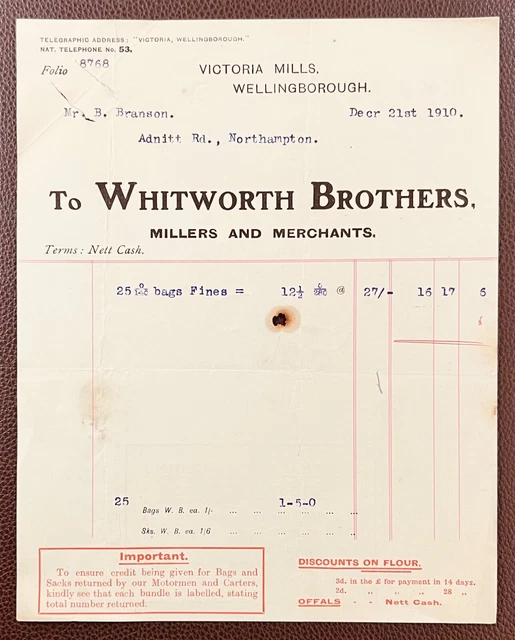 TELEGRAPHIC ADDRESS: "VICTORIA, WELLINGBOROUGH."
NAT. TELEPHONE No. 53.
Folio 8768
VICTORIA MILLS,
WELLINGBOROUGH.
Mr. B. Branson. Decr 21st 1910.
Adnitt Rd., Northampton.
To WHITWORTH BROTHERS,
MILLERS AND MERCHANTS.
Terms: Nett Cash.
25 bags Fines = 12½ @ 27/- 16 17 6
25 Bags W. B. ea. 1/- ... ... 1-5-0 ... ...
Sks. W. B. ea. 1/6 ... ... ... ... ...
Important.
To ensure credit being given for Bags and
Sacks returned by our Motormen and Carters,
kindly see that each bundle is labelled, stating
total number returned.
DISCOUNTS ON FLOUR.
3d. in the £ for payment in 14 days.
2d. " " " " 28 "
OFFALS - - Nett Cash.